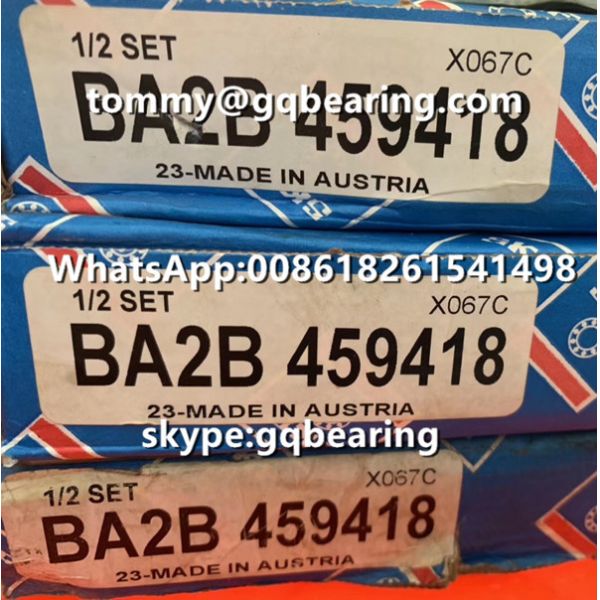 1/2 SET
X067C
tommy@gqbearing.com
BA2B 459418
23-MADE IN AUSTRIA
WhatsApp:008618261541498
1/2 SET
X067C
BA2B 459418
23-MADE IN AUSTRIA
skype:gqbearing
1/2 SET
X067C
BA2B 459418
23-MADE IN AUSTRIA